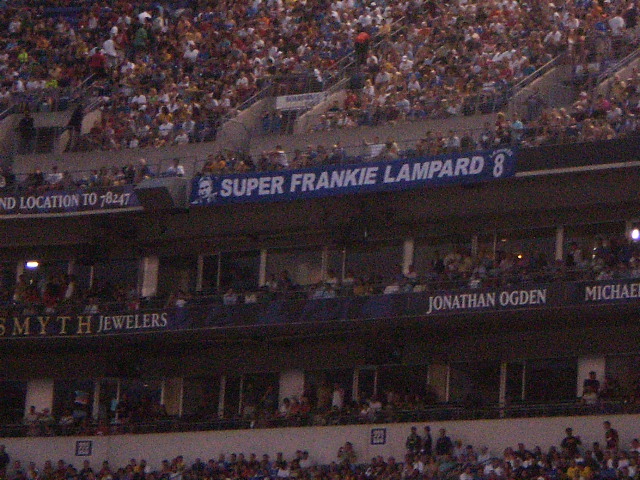 SUPER FRANKIE LAMPARD 8
ND LOCATION TO 78247
JONATHAN OGDEN
MICHAE
SMYTH JEWELERS